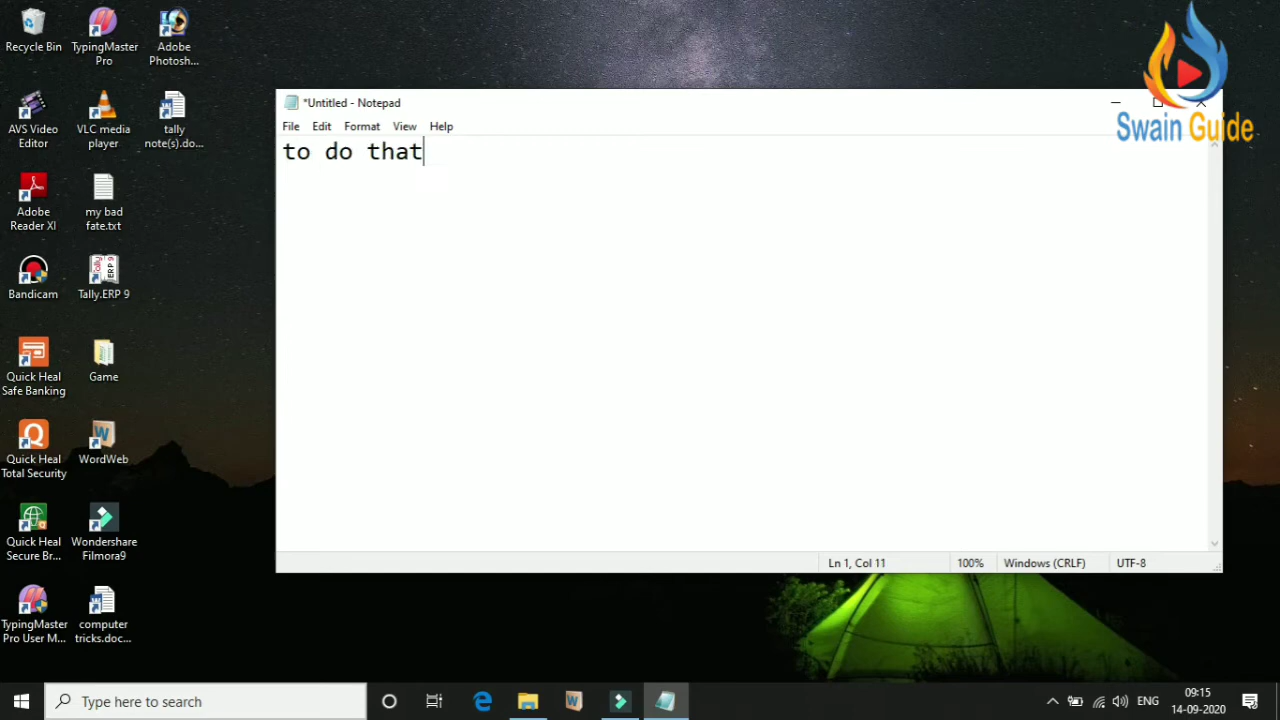 Recycle Bin
TypingMaster
Pro
Adobe
Photosh...
AVS Video
Editor
VLC media
player
tally
note(s).do...
Adobe
Reader XI
my bad
fate.txt
Bandicam
Tally.ERP 9
Quick Heal
Safe Banking
Game
Quick Heal
Total Security
WordWeb
Quick Heal
Secure Br...
Wondershare
Filmora9
TypingMaster
Pro User M...
computer
tricks.doc...
Swain Guide
*Untitled - Notepad
File Edit Format View Help
to do that
Ln 1, Col 11 100% Windows (CRLF) UTF-8
Type here to search
ENG
09:15
14-09-2020